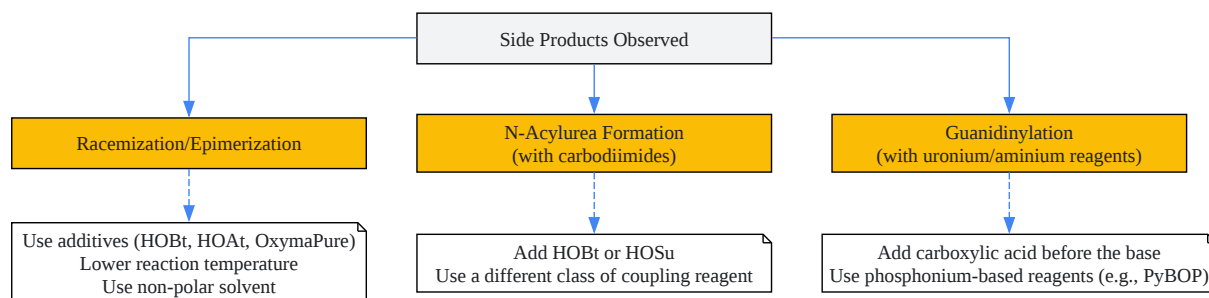 Side Products Observed
Racemization/Epimerization
N-Acylurea Formation
(with carbodiimides)
Guanidinylation
(with uronium/aminium reagents)
Use additives (HOBt, HOAt, OxymaPure)
Lower reaction temperature
Use non-polar solvent
Add HOBt or HOSu
Use a different class of coupling reagent
Add carboxylic acid before the base
Use phosphonium-based reagents (e.g., PyBOP)